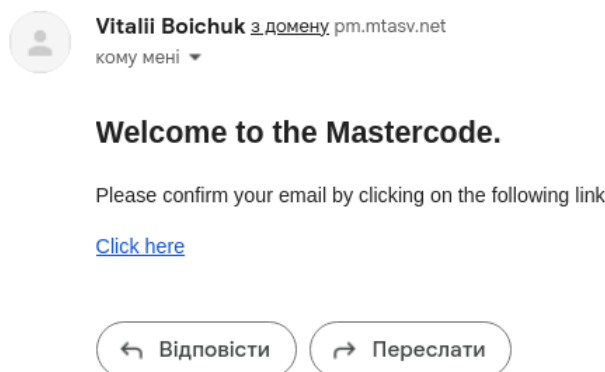 Vitalii Boichuk з домену pm.mtasv.net
кому мені
Welcome to the Mastercode.
Please confirm your email by clicking on the following link
Click here
Відповісти Переслати